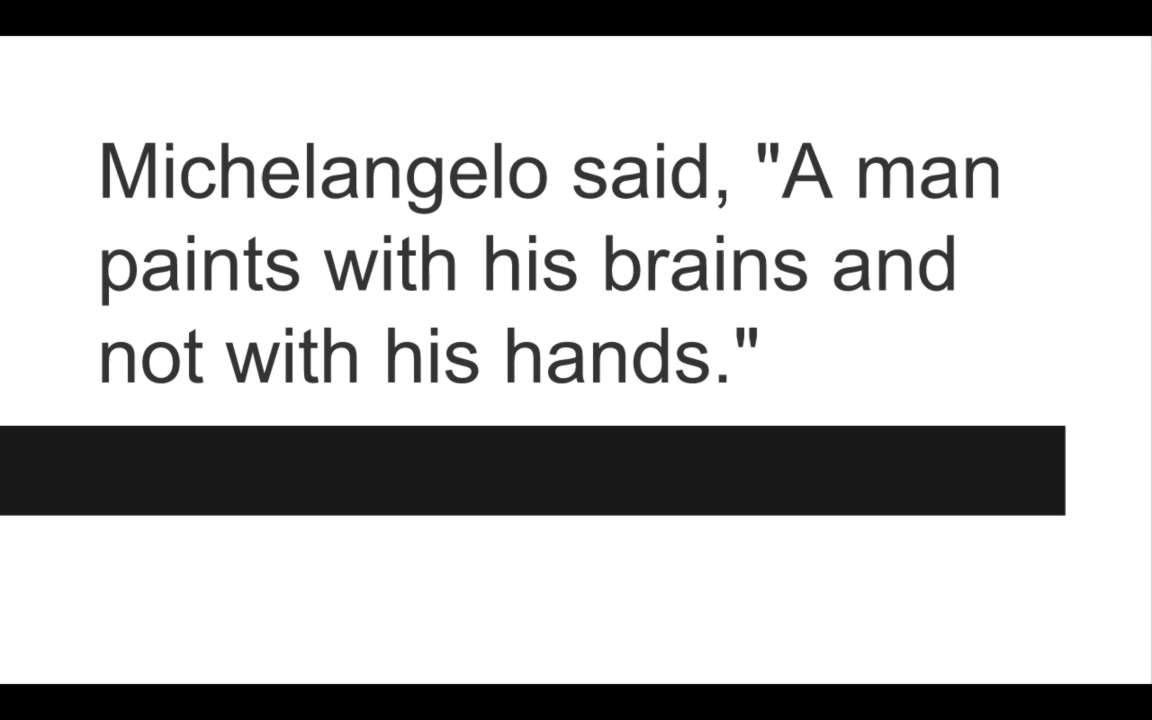 Michelangelo said, "A man
paints with his brains and
not with his hands."